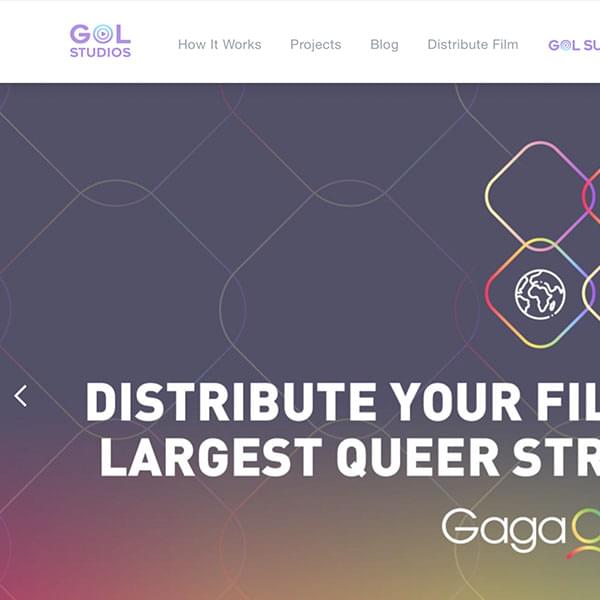 GOL
STUDIOS
How It Works
Projects
Blog
Distribute Film
GOL SU
DISTRIBUTE YOUR FIL
LARGEST QUEER STR
Gaga